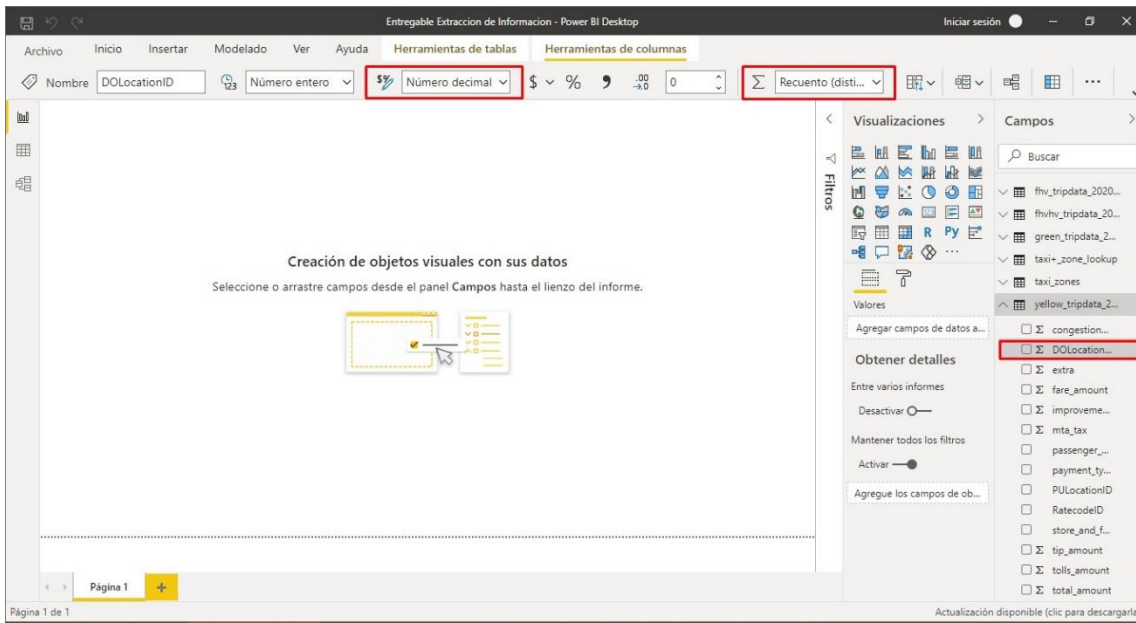 Entregable Extraccion de Informacion - Power BI Desktop
Iniciar sesión
Archivo Inicio Insertar Modelado Ver Ayuda Herramientas de tablas Herramientas de columnas
Nombre DOLocationID Número entero Número decimal $ % 0 Recuento (disti...
Visualizaciones
Campos
Filtros
Buscar
Creación de objetos visuales con sus datos
Seleccione o arrastre campos desde el panel Campos hasta el lienzo del informe.
R Py
Valores
Agregar campos de datos a...
Obtener detalles
Entre varios informes
Desactivar
Mantener todos los filtros
Activar
Agregue los campos de ob...
fhv_tripdata_2020...
fhvhv_tripdata_20...
green_tripdata_2...
taxi+_zone_lookup
taxi_zones
yellow_tripdata_2...
Σ congestion...
Σ DOLocation...
Σ extra
Σ fare_amount
Σ improveme...
Σ mta_tax
passenger_...
payment_ty...
PULocationID
RatecodeID
store_and_f...
Σ tip_amount
Σ tolls_amount
Σ total_amount
Página 1
Página 1 de 1
Actualización disponible (clic para descargarla